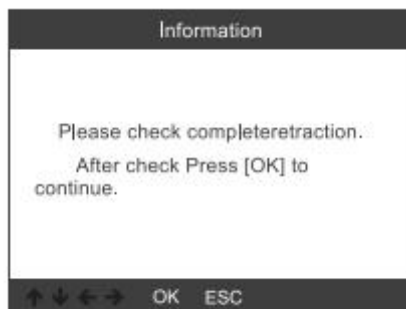 Information
Please check completeretraction.
After check Press [OK] to
continue.
OK ESC